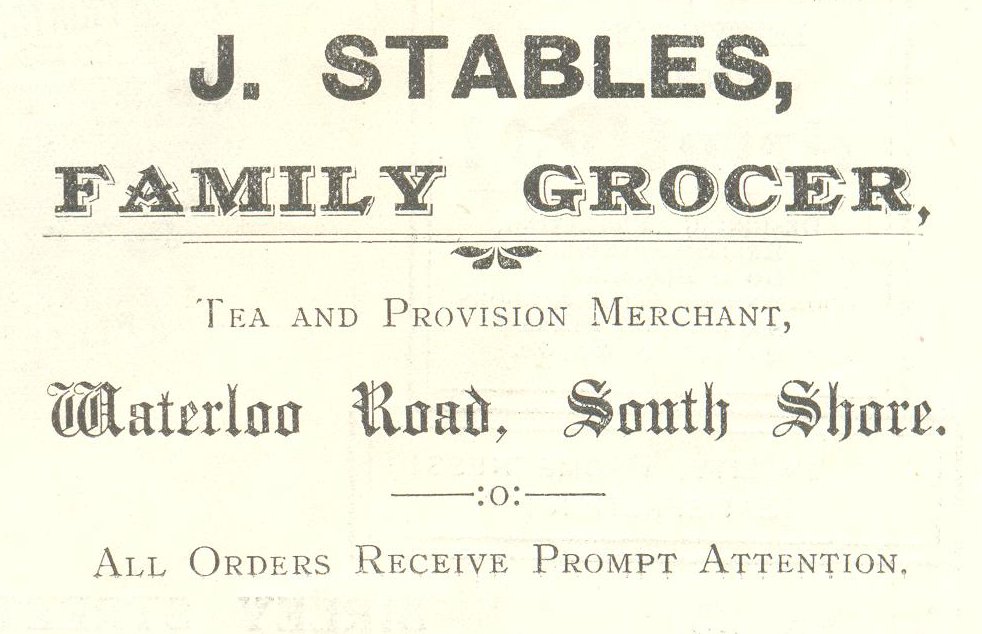 J. STABLES,
FAMILY GROCER,
TEA AND PROVISION MERCHANT,
Waterloo Road, South Shore.
:o:
ALL ORDERS RECEIVE PROMPT ATTENTION.